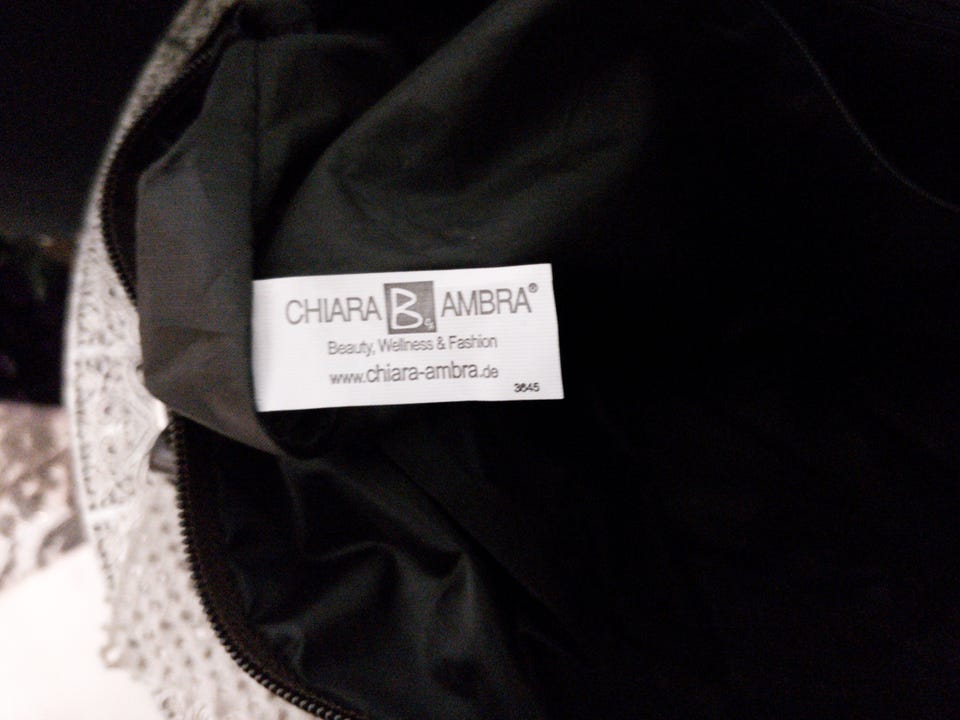 CHIARA B. AMBRA®
Beauty, Wellness & Fashion
www.chiara-ambra.de
3645